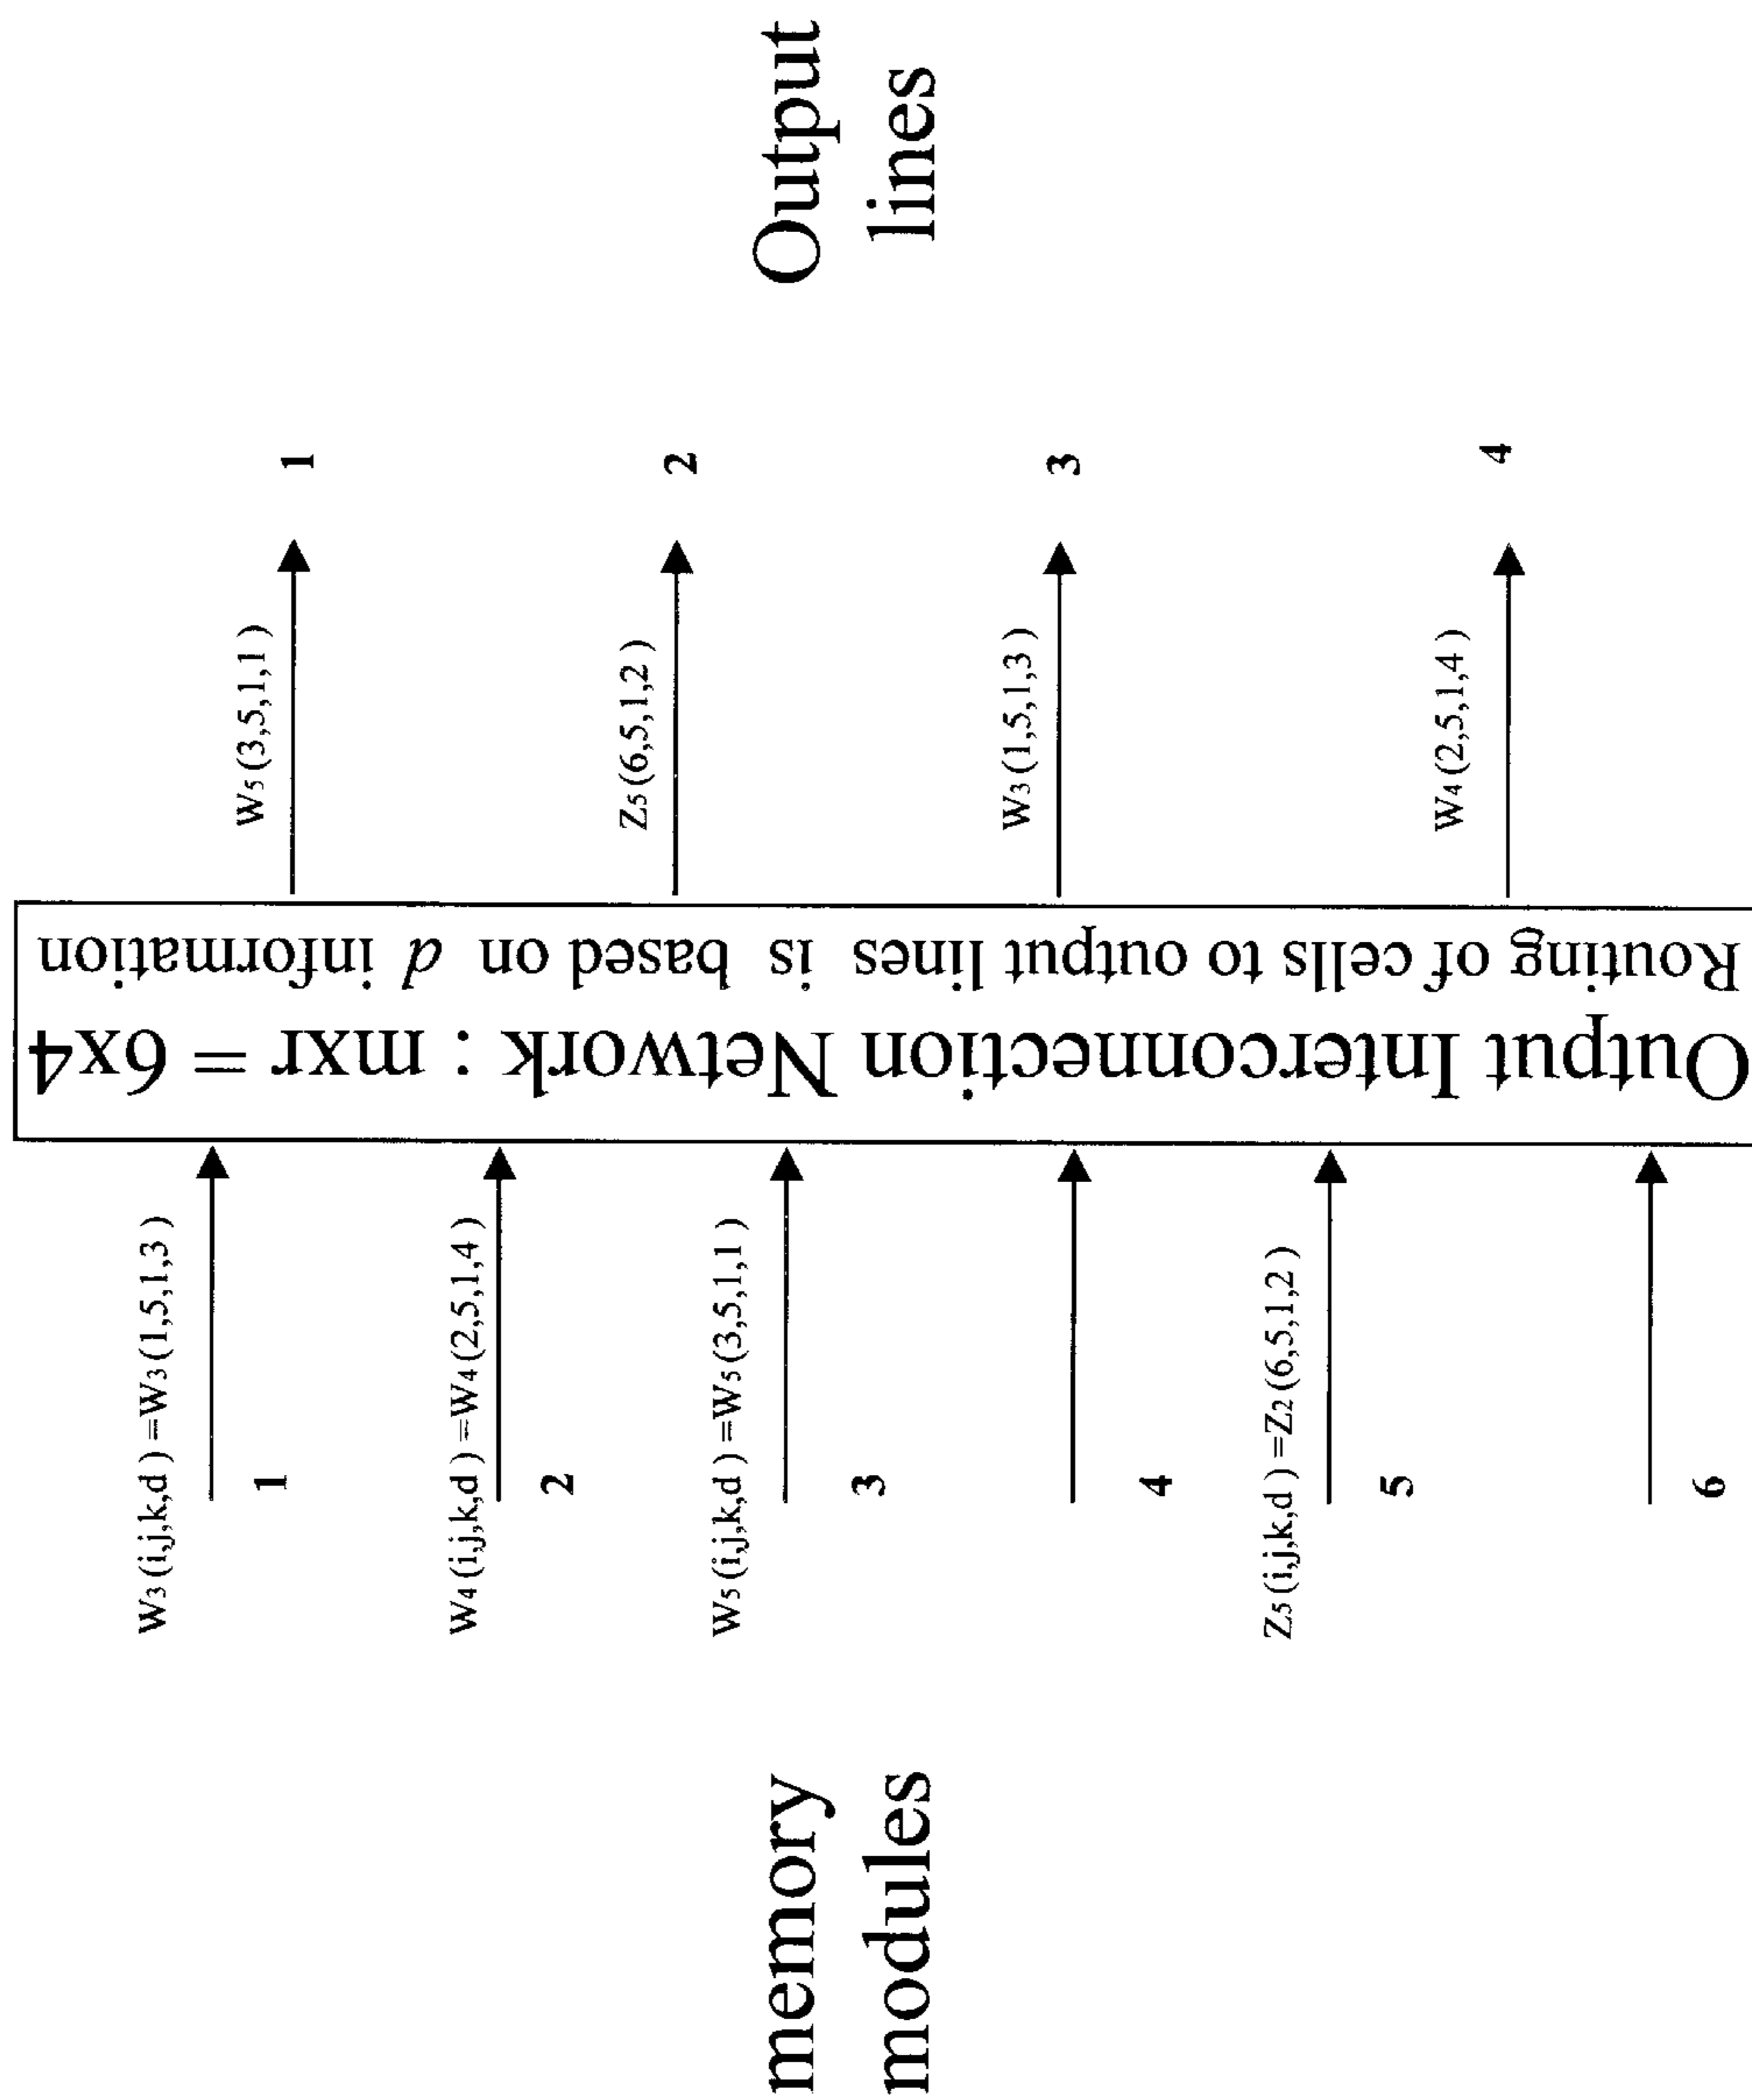 memory
modules
W3 (i,j,k,d ) =W3 (1,5,1,3 )
1
W4 (i,j,k,d) =W4 (2,5,1,4 )
2
W5 (i,j,k,d ) =W5 (3,5,1,1 )
3
4
Z5 (i,j,k,d ) =Z2 (6,5,1,2 )
5
6
Output Interconnection Network : mxr = 6x4
Routing of cells to output lines is based on d information
W5 (3,5,1,1 )
1
Z5 (6,5,1,2 )
2
W3 (1,5,1,3 )
3
W4 (2,5,1,4 )
4
Output
lines